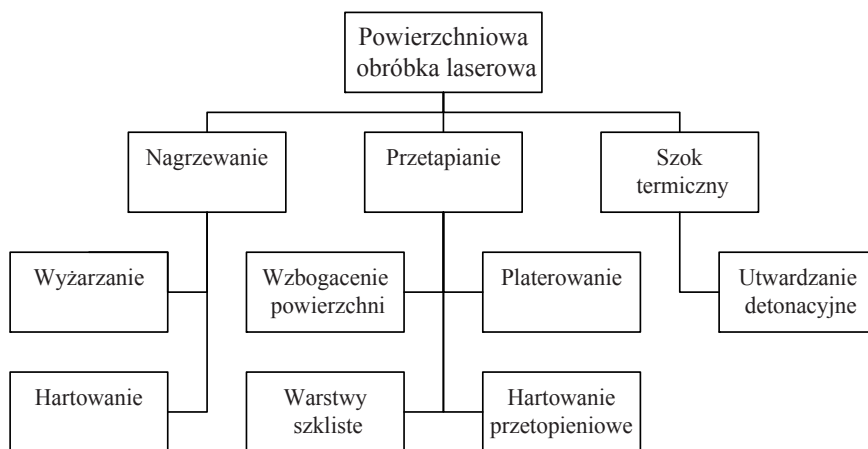 Powierzchniowa
obróbka laserowa
Nagrzewanie
Przetapianie
Szok
termiczny
Wyżarzanie
Wzbogacenie
powierzchni
Platerowanie
Utwardzanie
detonacyjne
Hartowanie
Warstwy
szkliste
Hartowanie
przetopieniowe